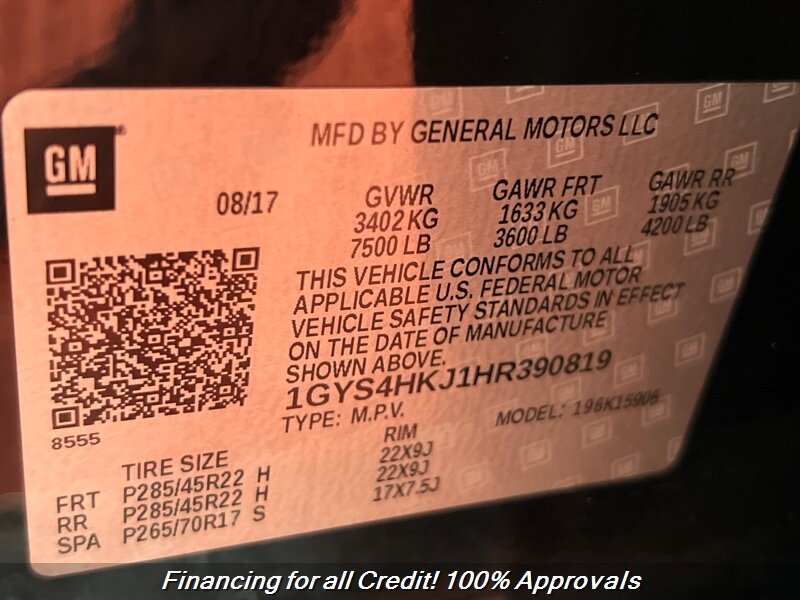 MFD BY GENERAL MOTORS LLC
GM
08/17
GVWR
3402 KG
7500 LB
GAWR FRT
1633 KG
3600 LB
GAWR RR
1905 KG
4200 LB
THIS VEHICLE CONFORMS TO ALL
APPLICABLE U.S. FEDERAL MOTOR
VEHICLE SAFETY STANDARDS IN EFFECT
ON THE DATE OF MANUFACTURE
SHOWN ABOVE.
1GYS4HKJ1HR390819
TYPE: M.P.V. MODEL: 196K15906
8555
TIRE SIZE RIM
FRT P285/45R22 H 22X9J
RR P285/45R22 H 22X9J
SPA P265/70R17 S 17X7.5J
Financing for all Credit! 100% Approvals